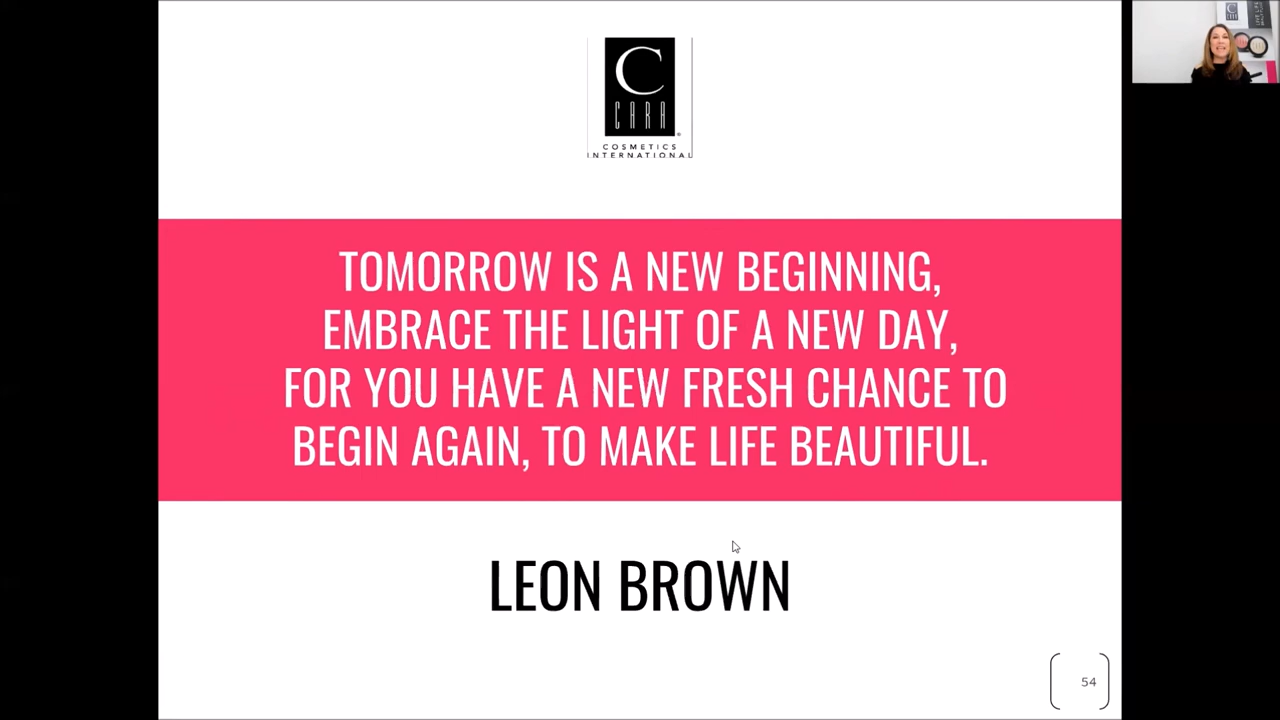 C
CARA
COSMETICS
INTERNATIONAL
TOMORROW IS A NEW BEGINNING,
EMBRACE THE LIGHT OF A NEW DAY,
FOR YOU HAVE A NEW FRESH CHANCE TO
BEGIN AGAIN, TO MAKE LIFE BEAUTIFUL.
LEON BROWN
54